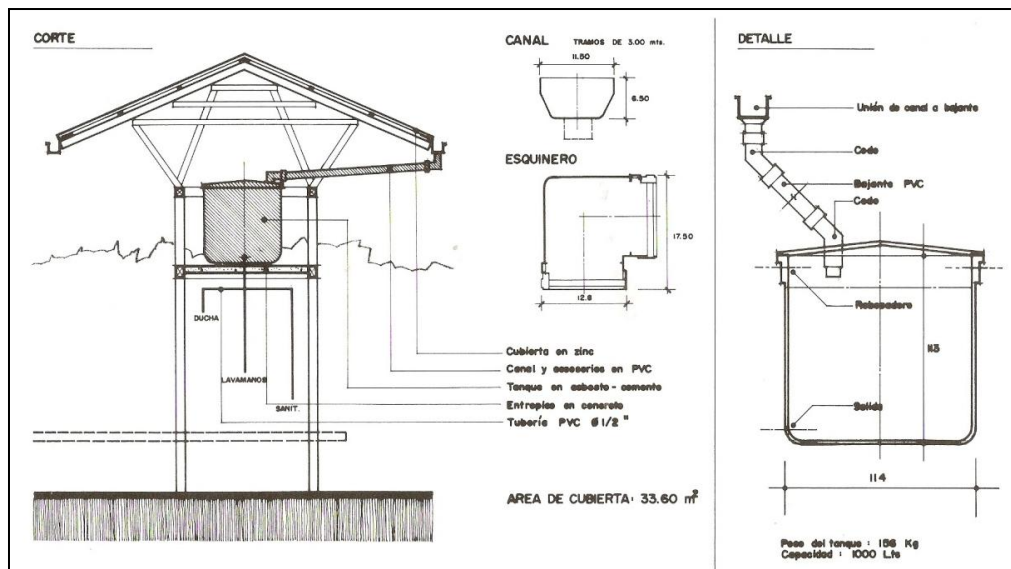 CORTE
DUCHA
LAVAMANOS
SANIT.
CANAL TRAMOS DE 3.00 mts.
11.50
6.50
ESQUINERO
17.50
12.8
Cubierta en zinc
Canal y accesorios en PVC
Tanque en asbesto-cemento
Entrepiso en concreto
Tubería PVC Ø 1/2 "
AREA DE CUBIERTA: 33.60 m²
DETALLE
Unión de canal a bajante
Codo
Bajante PVC
Codo
Rebosadero
113
Salida
114
Peso del tanque : 156 Kg
Capacidad : 1000 Lts